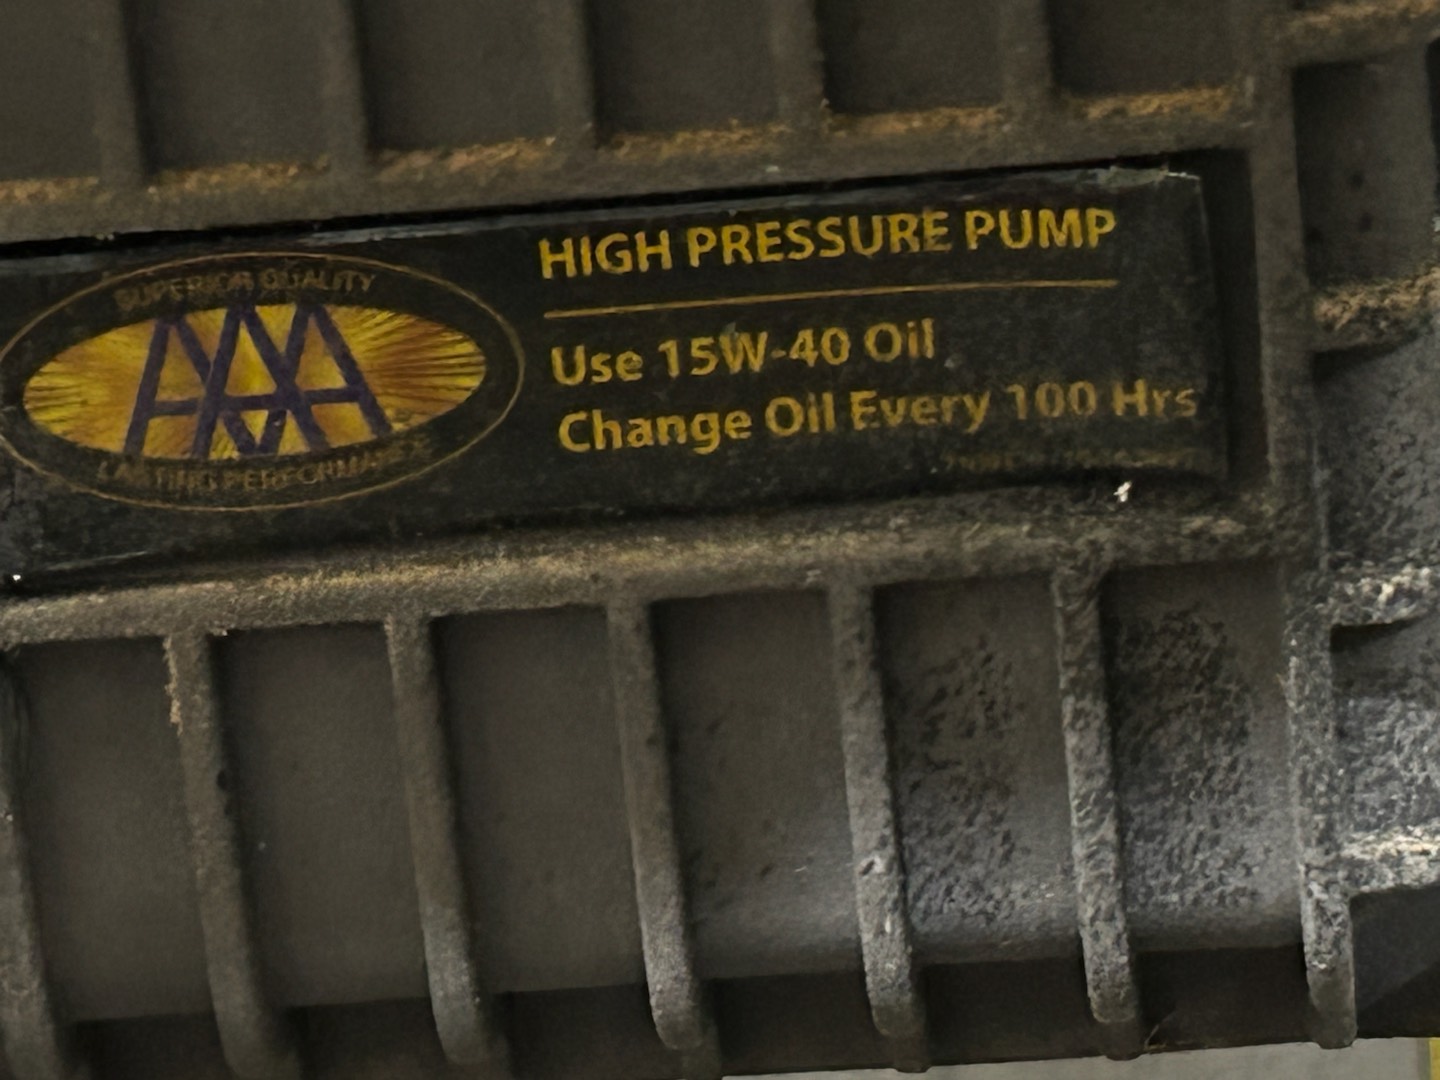 SUPERIOR QUALITY
AAA
LASTING PERFORMANCE
HIGH PRESSURE PUMP
Use 15W-40 Oil
Change Oil Every 100 Hrs